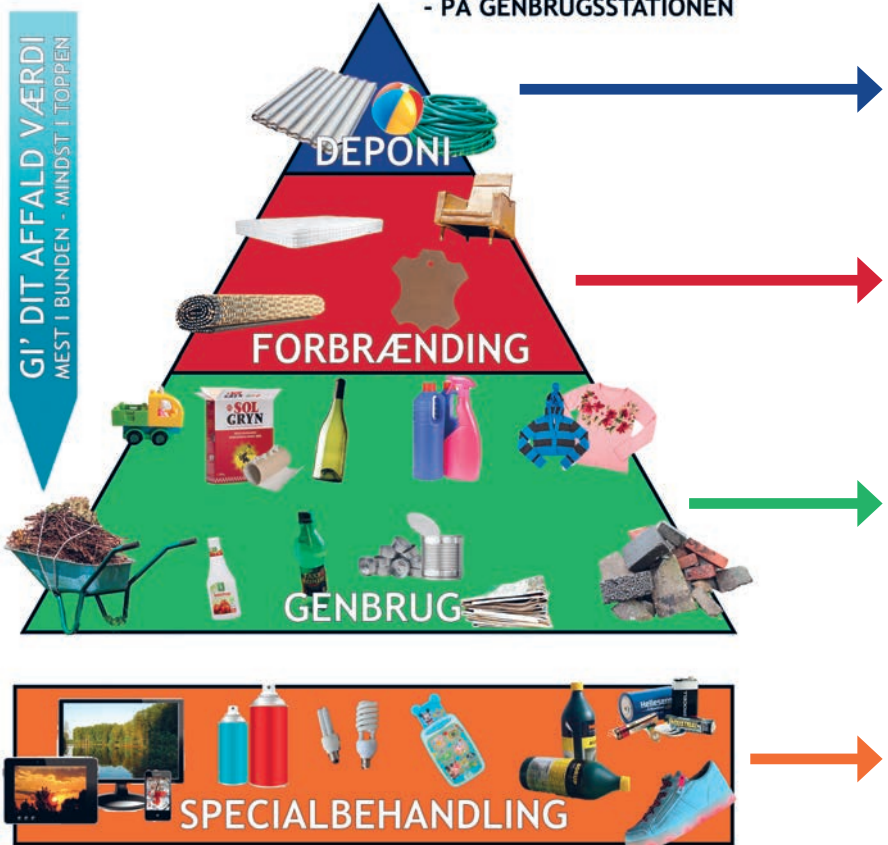 - PÅ GENBRUGSSTATIONEN
GI' DIT AFFALD VÆRDI
MEST I BUNDEN - MINDST I TOPPEN
DEPONI
FORBRÆNDING
SOL
GRYN
GENBRUG
Hellesens
SPECIALBEHANDLING